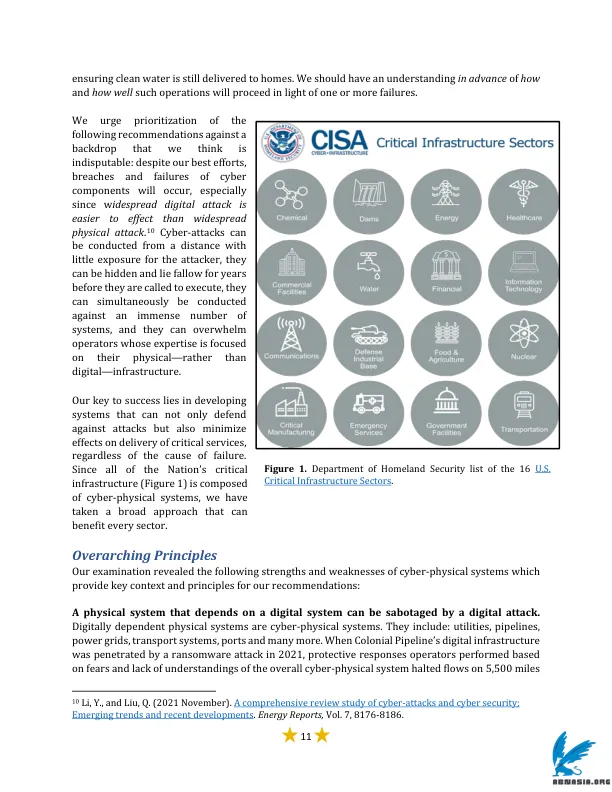 ensuring clean water is still delivered to homes. We should have an understanding in advance of how
and how well such operations will proceed in light of one or more failures.
We urge prioritization of the
following recommendations against a
backdrop that we think is
indisputable: despite our best efforts,
breaches and failures of cyber
components will occur, especially
since widespread digital attack is
easier to effect than widespread
physical attack.10 Cyber-attacks can
be conducted from a distance with
little exposure for the attacker, they
can be hidden and lie fallow for years
before they are called to execute, they
can simultaneously be conducted
against an immense number of
systems, and they can overwhelm
operators whose expertise is focused
on their physical—rather than
digital—infrastructure.
Our key to success lies in developing
systems that can not only defend
against attacks but also minimize
effects on delivery of critical services,
regardless of the cause of failure.
Since all of the Nation's critical
infrastructure (Figure 1) is composed
of cyber-physical systems, we have
taken a broad approach that can
benefit every sector.
CISA
CYBER+INFRASTRUCTURE
Critical Infrastructure Sectors
Chemical
Dams
Energy
Healthcare
Commercial
Facilities
Water
Financial
Information
Technology
Communications
Defense
Industrial
Base
Food &
Agriculture
Nuclear
Critical
Manufacturing
Emergency
Services
Government
Facilities
Transportation
Figure 1. Department of Homeland Security list of the 16 U.S.
Critical Infrastructure Sectors.
Overarching Principles
Our examination revealed the following strengths and weaknesses of cyber-physical systems which
provide key context and principles for our recommendations:
A physical system that depends on a digital system can be sabotaged by a digital attack.
Digitally dependent physical systems are cyber-physical systems. They include: utilities, pipelines,
power grids, transport systems, ports and many more. When Colonial Pipeline's digital infrastructure
was penetrated by a ransomware attack in 2021, protective responses operators performed based
on fears and lack of understandings of the overall cyber-physical system halted flows on 5,500 miles
10 Li, Y., and Liu, Q. (2021 November). A comprehensive review study of cyber-attacks and cyber security;
Emerging trends and recent developments. Energy Reports, Vol. 7, 8176-8186.
11
ABNASIA.ORG